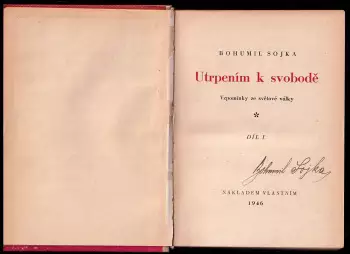 BOHUMIL SOJKA
Utrpením k svobodě
Vzpomínky ze světové války
*
DÍL I
Bohumil Sojka
NÁKLADEM VLASTNÍM
1946